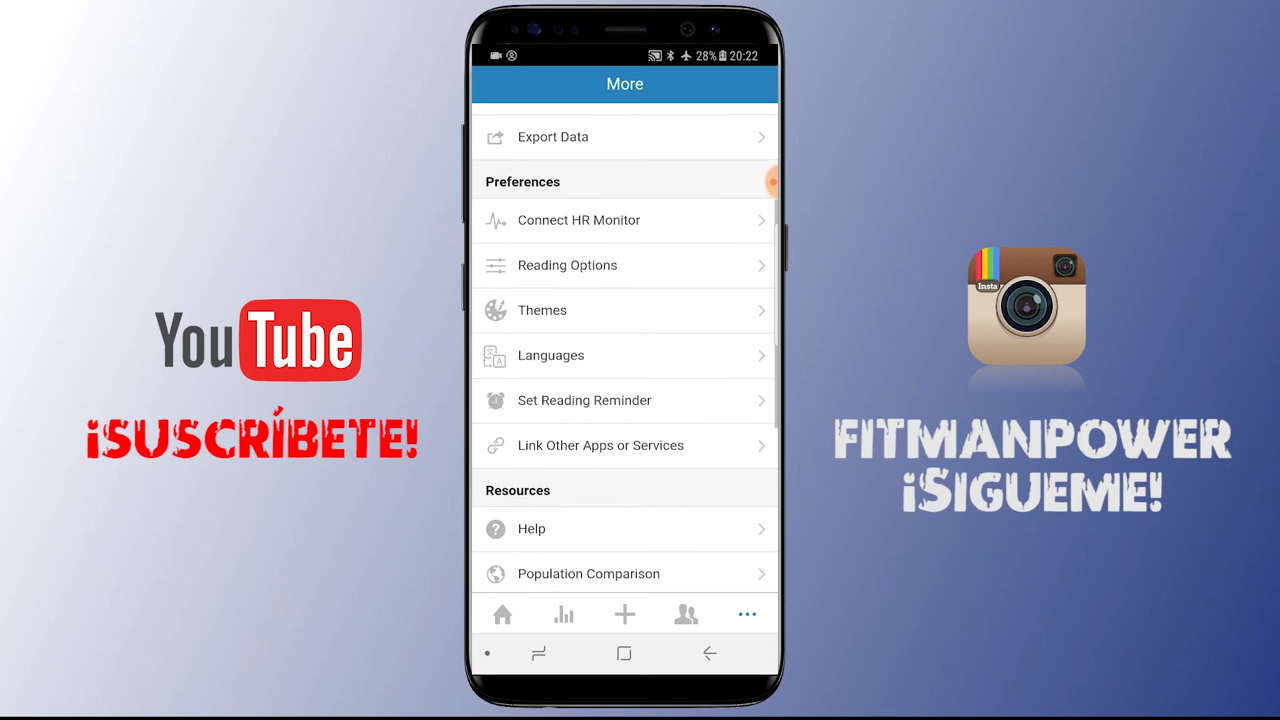 28% 20:22
More
Export Data
Preferences
Connect HR Monitor
Reading Options
Themes
Languages
Set Reading Reminder
Link Other Apps or Services
Resources
Help
Population Comparison
YouTube
¡SUSCRÍBETE!
Insta
FITMANPOWER
¡SIGUEME!